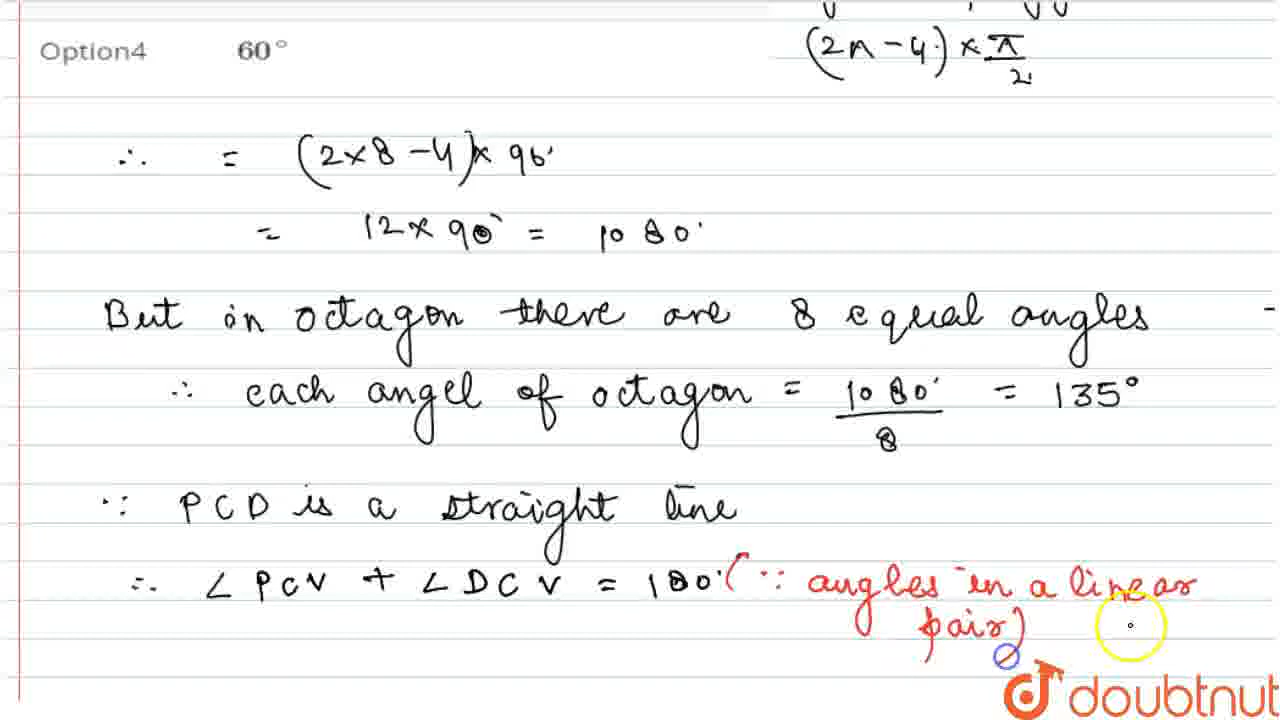 Option4 60°
(2n-4) × π/2
∴ = (2×8-4)× 90°
= 12× 90° = 1080°
But in octagon there are 8 equal angles
∴ each angel of octagon = 1080°/8 = 135°
∵ PCD is a straight line
∴ ∠PCV + ∠DCV = 180° (∵ angles in a linear
pair)
doubtnut